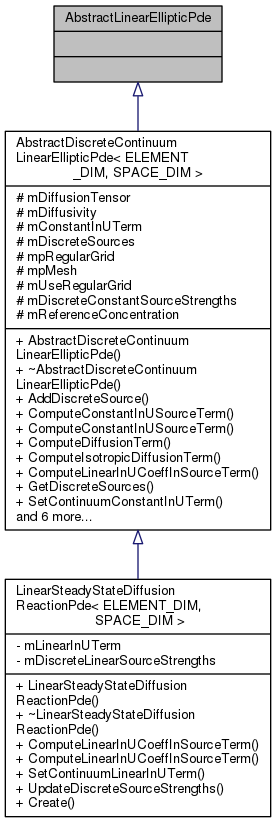 AbstractLinearEllipticPde
AbstractDiscreteContinuum
LinearEllipticPde< ELEMENT
_DIM, SPACE_DIM >
# mDiffusionTensor
# mDiffusivity
# mConstantInUTerm
# mDiscreteSources
# mpRegularGrid
# mpMesh
# mUseRegularGrid
# mDiscreteConstantSourceStrengths
# mReferenceConcentration
+ AbstractDiscreteContinuum
LinearEllipticPde()
+ ~AbstractDiscreteContinuum
LinearEllipticPde()
+ AddDiscreteSource()
+ ComputeConstantInUSourceTerm()
+ ComputeConstantInUSourceTerm()
+ ComputeDiffusionTerm()
+ ComputeIsotropicDiffusionTerm()
+ ComputeLinearInUCoeffInSourceTerm()
+ GetDiscreteSources()
+ SetContinuumConstantInUTerm()
and 6 more...
LinearSteadyStateDiffusion
ReactionPde< ELEMENT_DIM,
SPACE_DIM >
- mLinearInUTerm
- mDiscreteLinearSourceStrengths
+ LinearSteadyStateDiffusion
ReactionPde()
+ ~LinearSteadyStateDiffusion
ReactionPde()
+ ComputeLinearInUCoeffInSourceTerm()
+ ComputeLinearInUCoeffInSourceTerm()
+ SetContinuumLinearInUTerm()
+ UpdateDiscreteSourceStrengths()
+ Create()